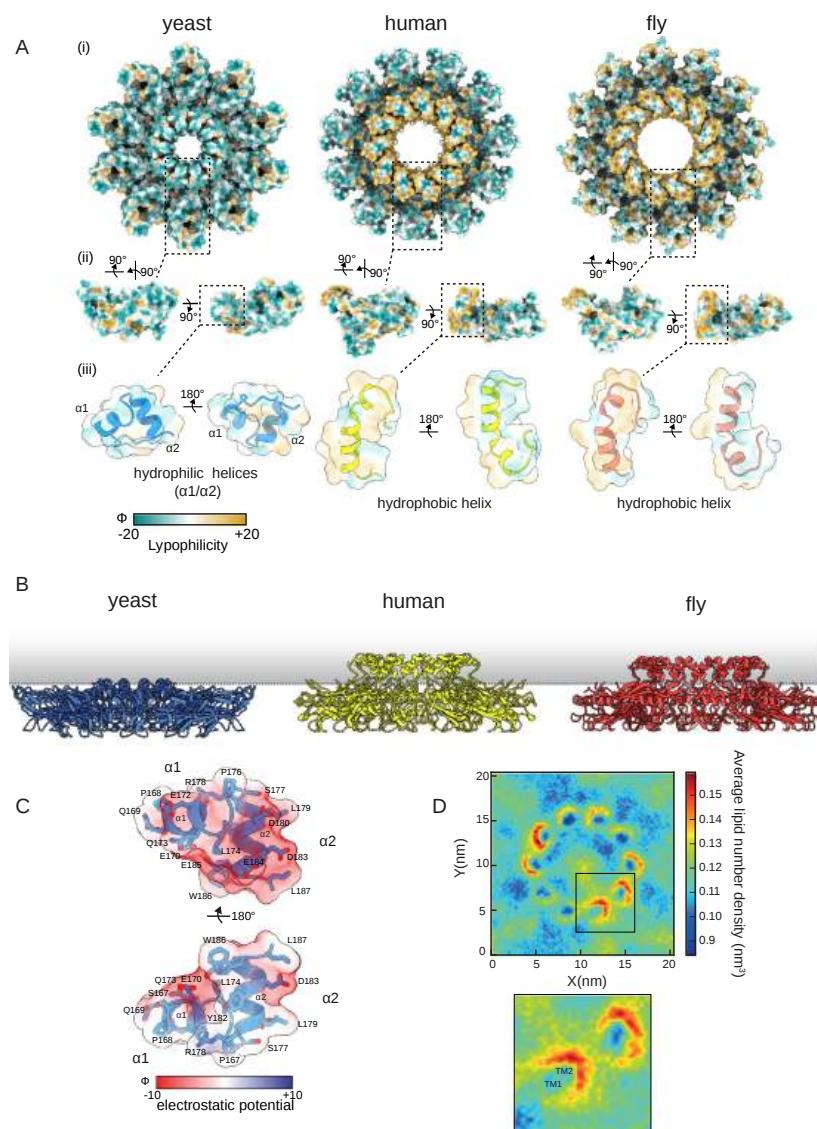 yeast human fly
A (i)
(ii)
90° 90° 90° 90° 90° 90°
90° 90° 90°
(iii)
α1 180° α1 180° 180°
α2 α2
hydrophilic helices
(α1/α2)
hydrophobic helix hydrophobic helix
Φ
-20 +20
Lypophilicity
B
yeast human fly
C
α1
P176
R178
P168 E172 S177
Q169 α1 L179
D180
α2
Q173 L174 D183 α2
E170 E184
E185
W186 L187
180°
W186 L187
Q173 E170 L174 D183
S167 α2 α2
Q169 α1
Y182 L179
P168
α1 R178 P167 S177
Φ
-10 +10
electrostatic potential
D
20
15
10
5
0
Y(nm)
0 5 10 15 20
X(nm)
0.15
0.14
0.13
0.12
0.11
0.10
0.9
Average lipid number density (nm³)
TM2
TM1